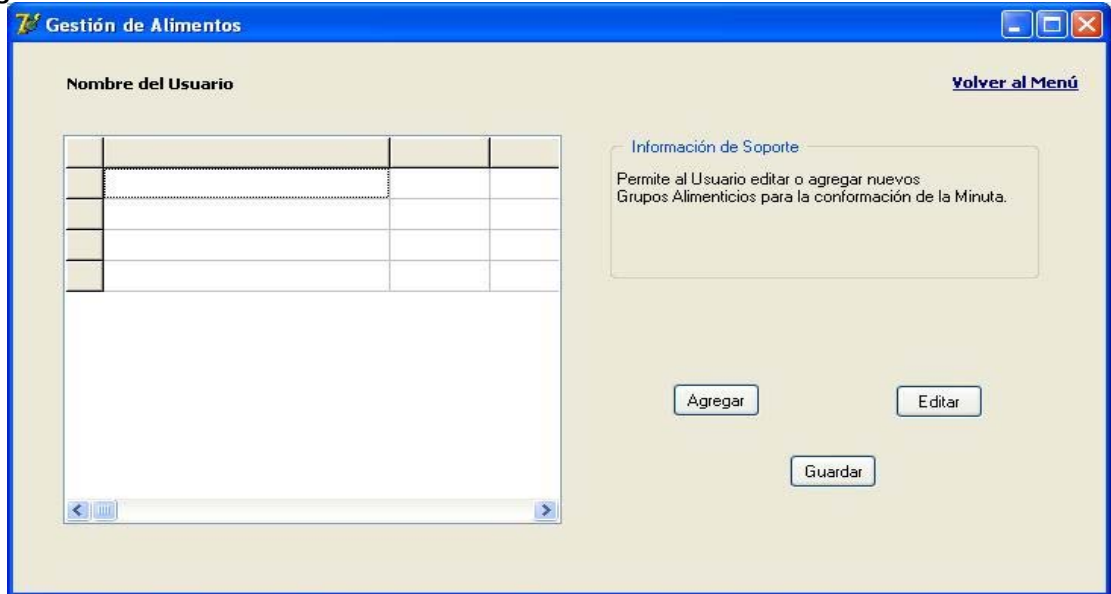 Gestión de Alimentos
Nombre del Usuario
Volver al Menú
Información de Soporte
Permite al Usuario editar o agregar nuevos
Grupos Alimenticios para la conformación de la Minuta.
Agregar
Editar
Guardar